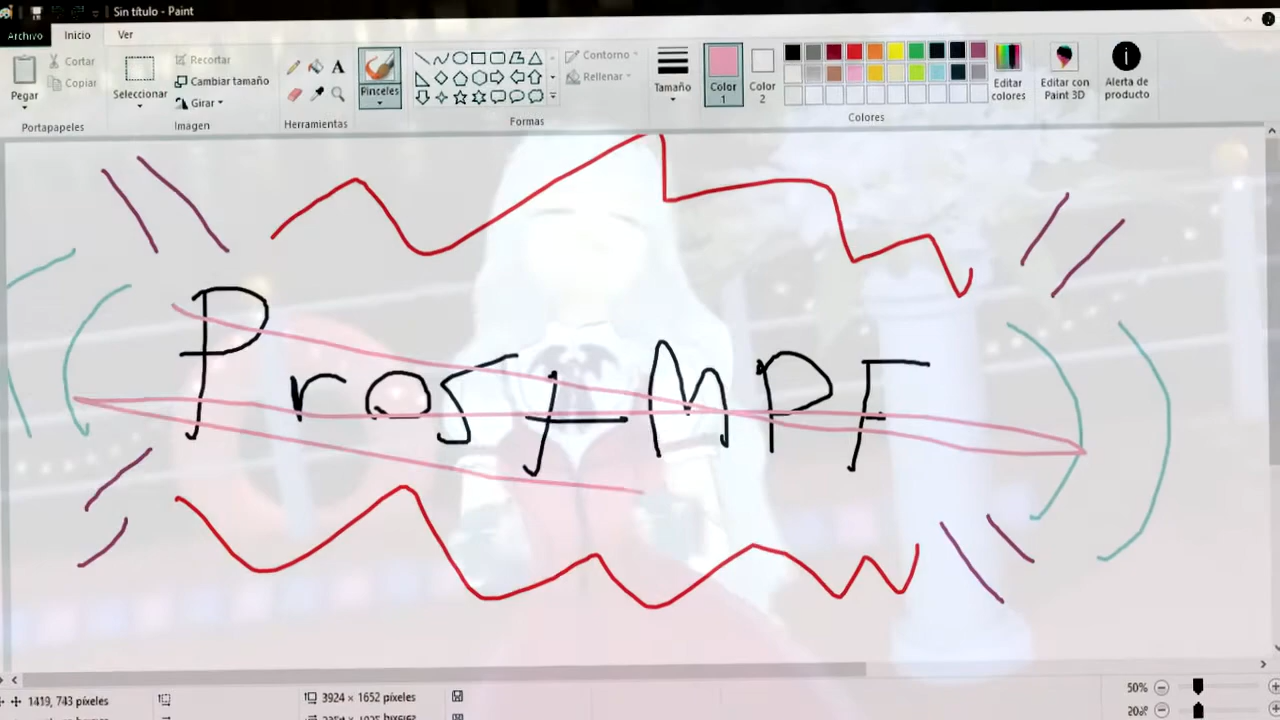 Sin título - Paint
Archivo Inicio Ver
Pegar
Cortar
Copiar
Portapapeles
Seleccionar
Recortar
Cambiar tamaño
Girar
Imagen
Herramientas
Pinceles
Formas
Contorno
Rellenar
Tamaño
Color 1
Color 2
Colores
Editar colores
Editar con Paint 3D
Alerta de producto
Prost MPF
1419, 743 píxeles
3924 × 1652 píxeles
50%